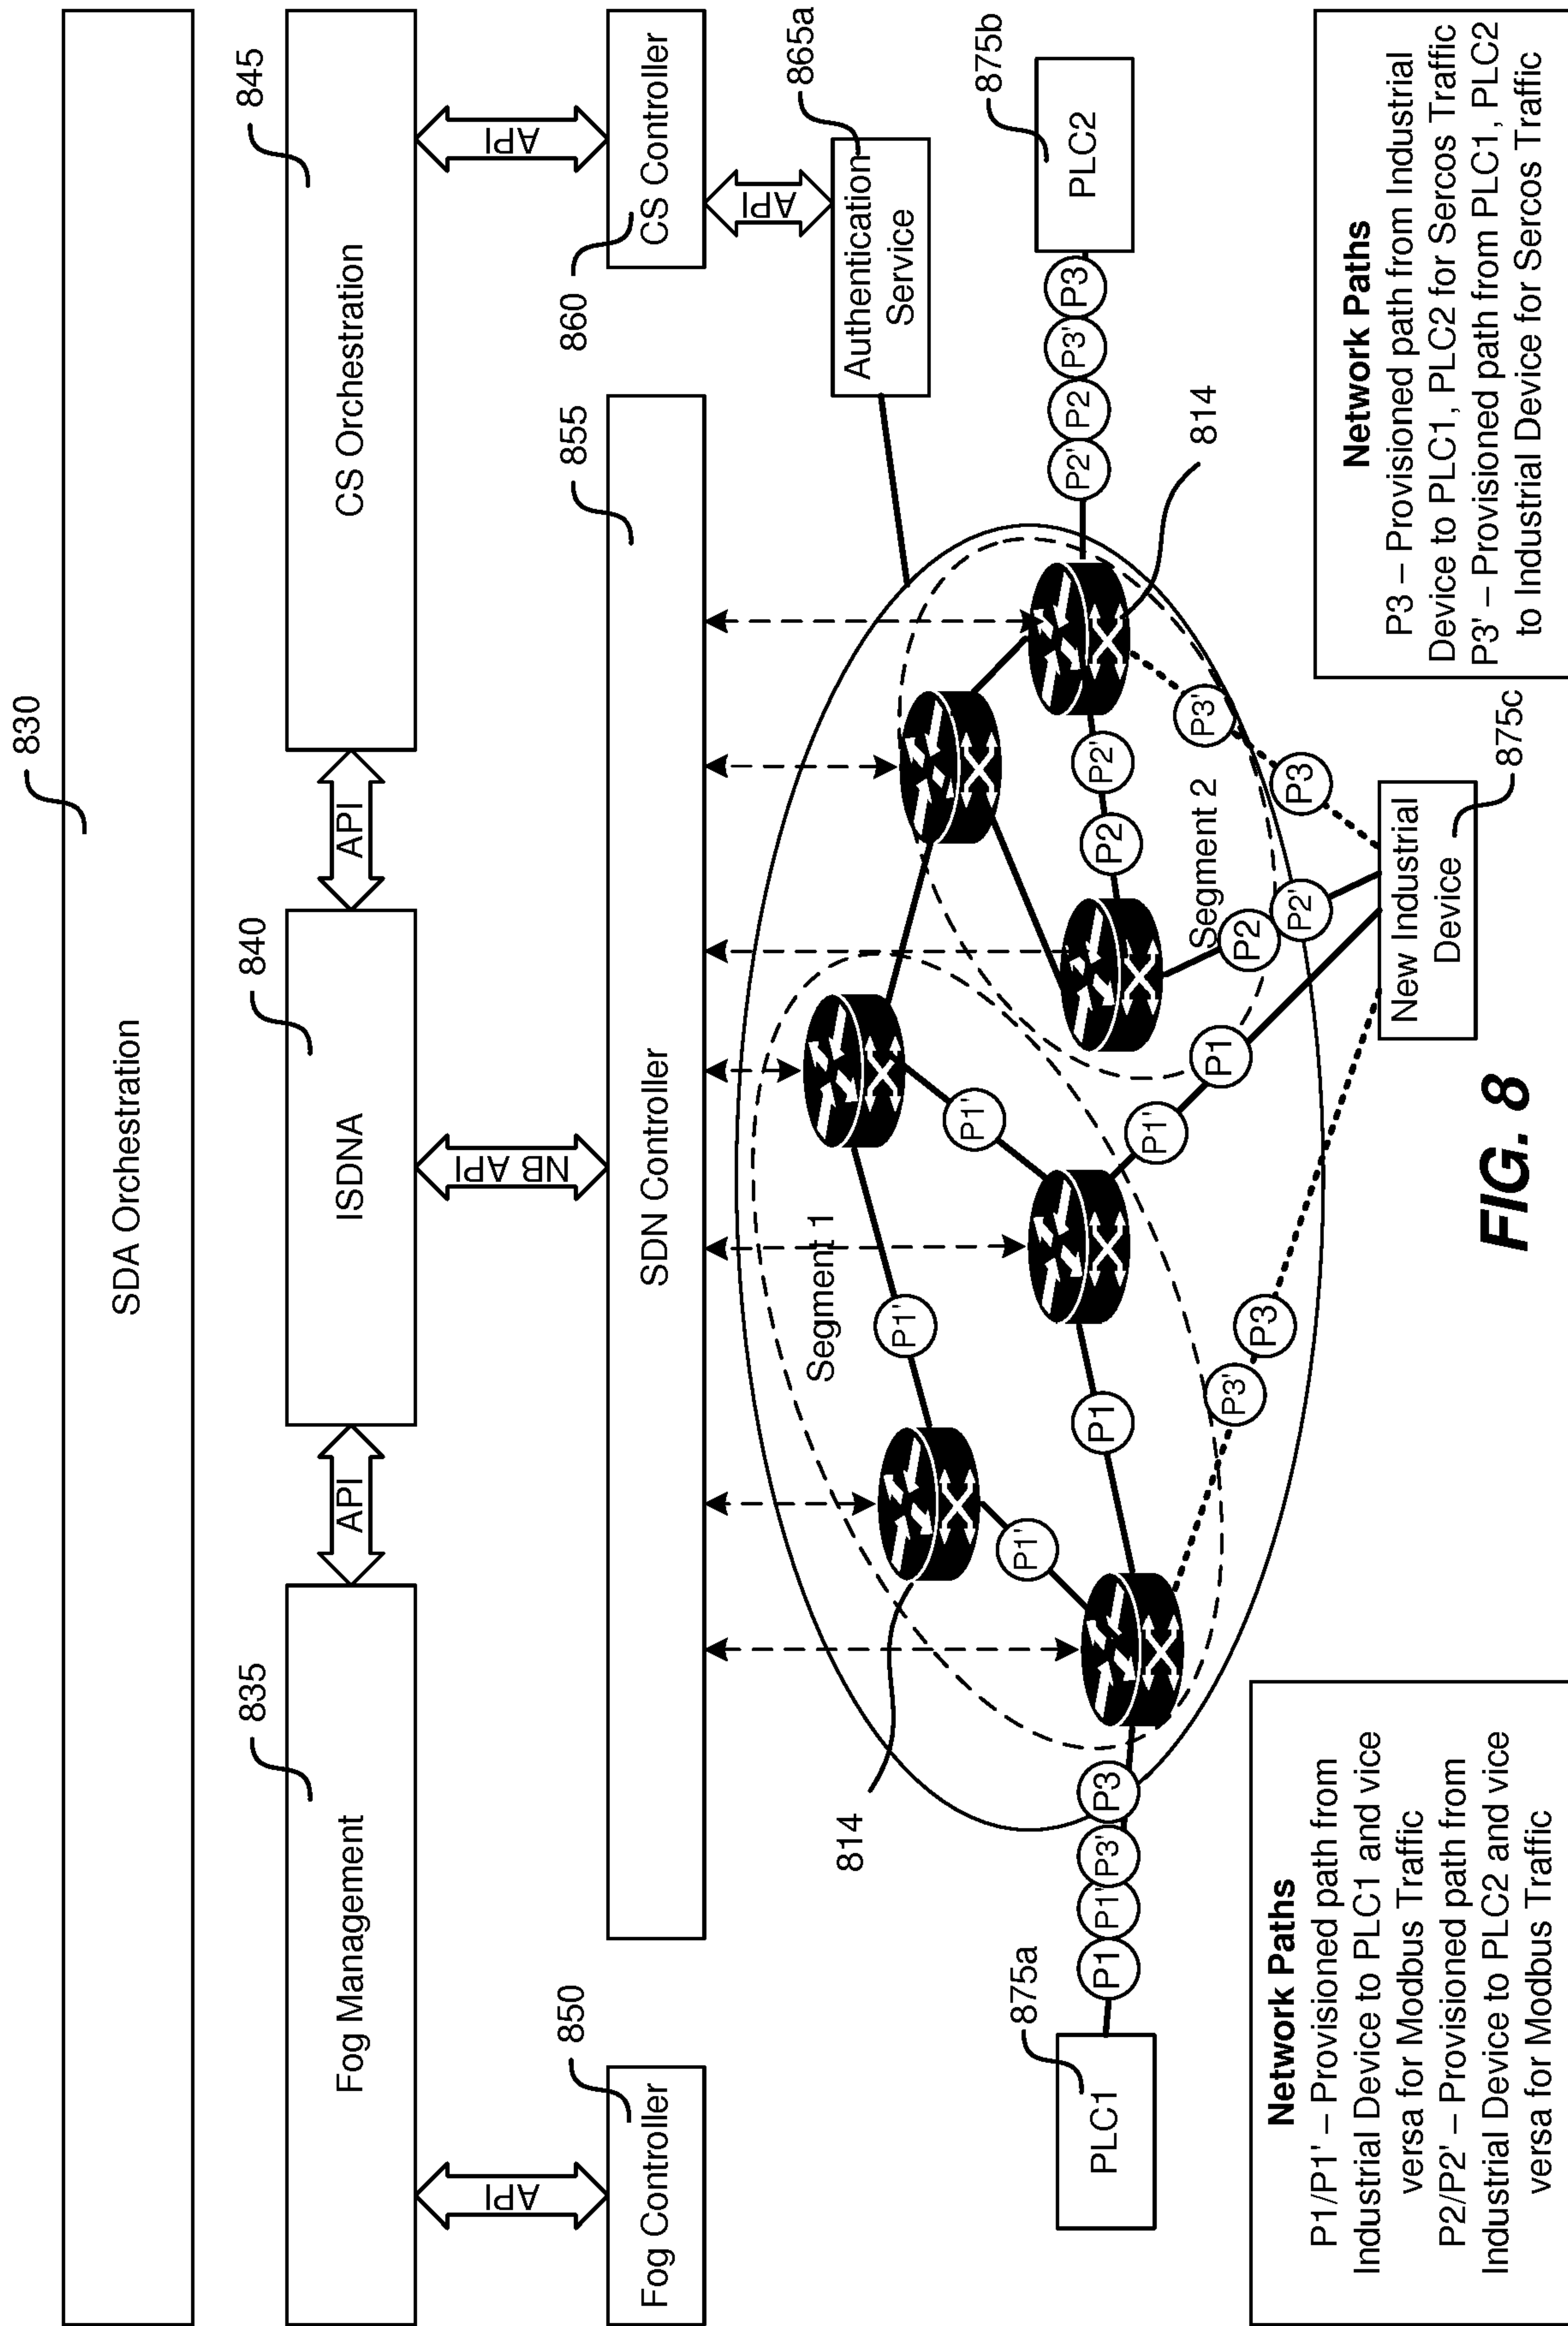 830
SDA Orchestration
835
Fog Management
API
840
ISDNA
API
845
CS Orchestration
API
NB API
API
850
Fog Controller
855
SDN Controller
860
CS Controller
API
865a
Authentication
Service
814
Segment 1
Segment 2
814
875a
PLC1
P1
P1'
P3'
P3
P1'
P1'
P1'
P1
P1'
P1
P3'
P3
P2
P2'
P2
P2'
P3'
P3
P2'
P2
P3'
P3
875b
PLC2
New Industrial
Device
875c
Network Paths
P1/P1' – Provisioned path from
Industrial Device to PLC1 and vice
versa for Modbus Traffic
P2/P2' – Provisioned path from
Industrial Device to PLC2 and vice
versa for Modbus Traffic
Network Paths
P3 – Provisioned path from Industrial
Device to PLC1, PLC2 for Sercos Traffic
P3' – Provisioned path from PLC1, PLC2
to Industrial Device for Sercos Traffic
FIG. 8